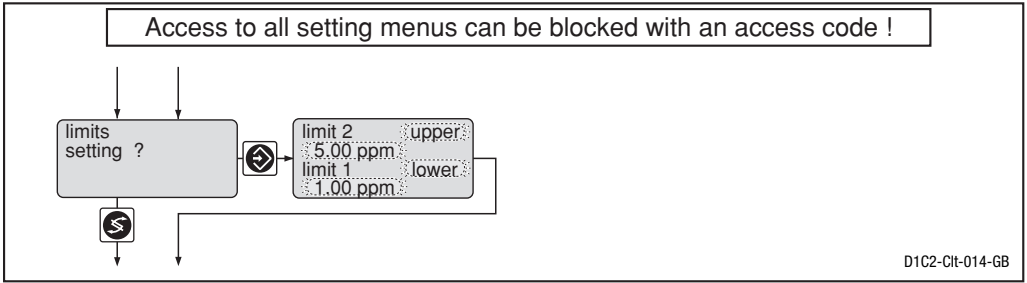 Access to all setting menus can be blocked with an access code !
limits
setting ?
limit 2 upper
5.00 ppm
limit 1 lower
1.00 ppm
D1C2-Clt-014-GB